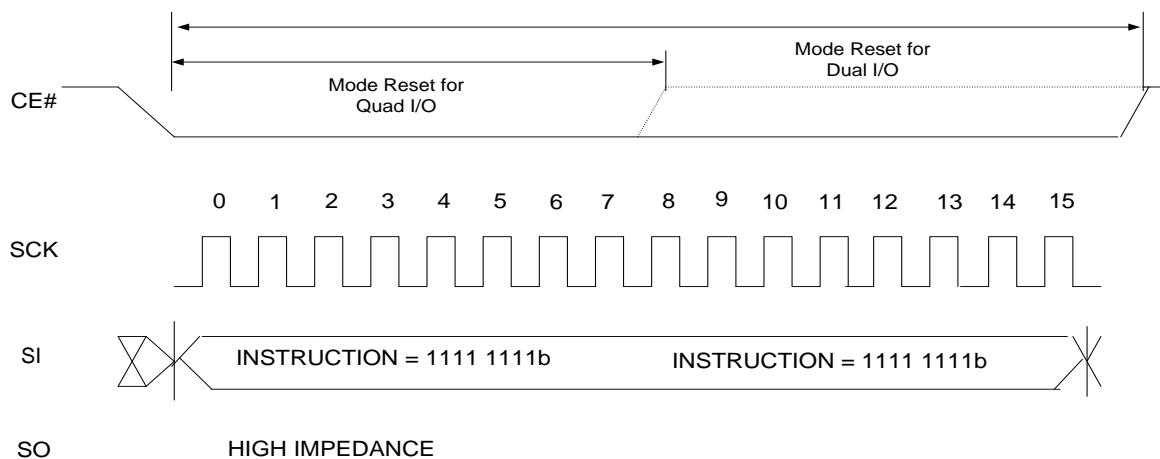 Mode Reset for
Dual I/O
Mode Reset for
Quad I/O
CE#
0 1 2 3 4 5 6 7 8 9 10 11 12 13 14 15
SCK
SI
INSTRUCTION = 1111 1111b INSTRUCTION = 1111 1111b
SO HIGH IMPEDANCE